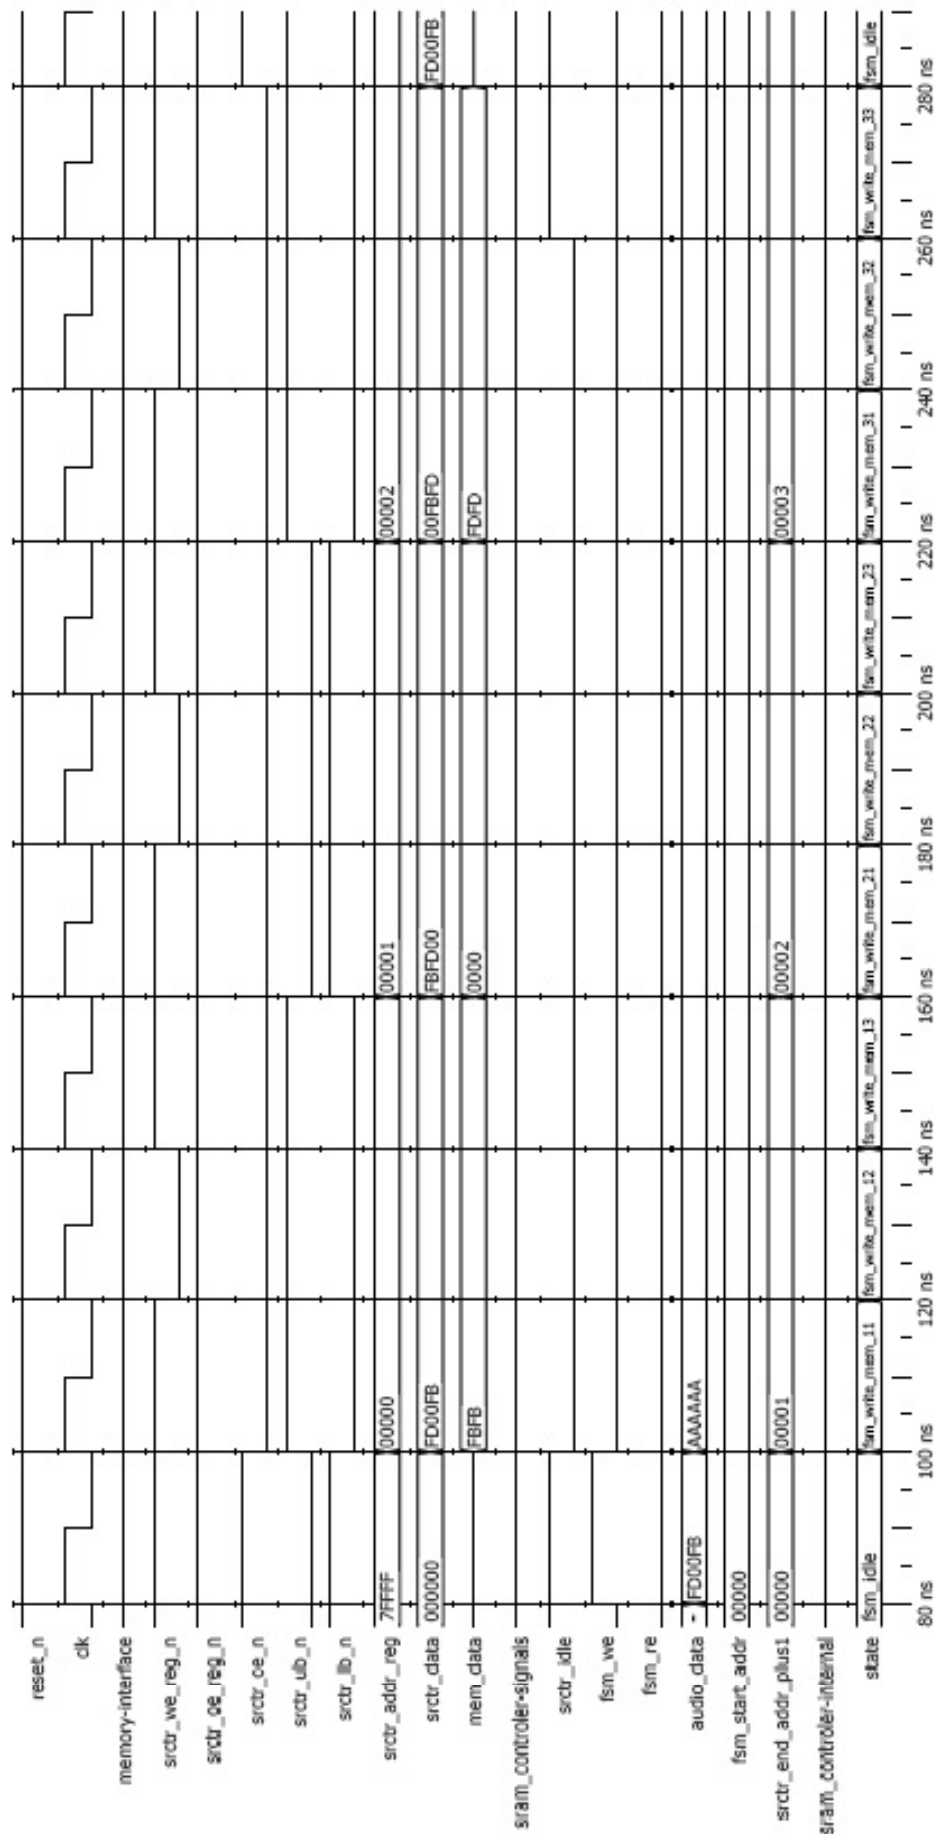 reset_n
clk
memory-interface
srctr_we_reg_n
srctr_oe_reg_n
srctr_ce_n
srctr_ub_n
srctr_lb_n
srctr_addr_reg 7FFFF 00000 00001 00002
srctr_data 000000 FD00FB FBFD00 00FBFD FD00FB
mem_data FBFB 0000 FDFD
sram_controler-signals
srctr_idle
fsm_we
fsm_re
audio_data - FD00FB AAAAAA
fsm_start_addr 00000
srctr_end_addr_plus1 00000 00001 00002 00003
sram_controler-internal
state fsm_idle fsm_write_mem_11 fsm_write_mem_12 fsm_write_mem_13 fsm_write_mem_21 fsm_write_mem_22 fsm_write_mem_23 fsm_write_mem_31 fsm_write_mem_32 fsm_write_mem_33 fsm_idle
80 ns 100 ns 120 ns 140 ns 160 ns 180 ns 200 ns 220 ns 240 ns 260 ns 280 ns